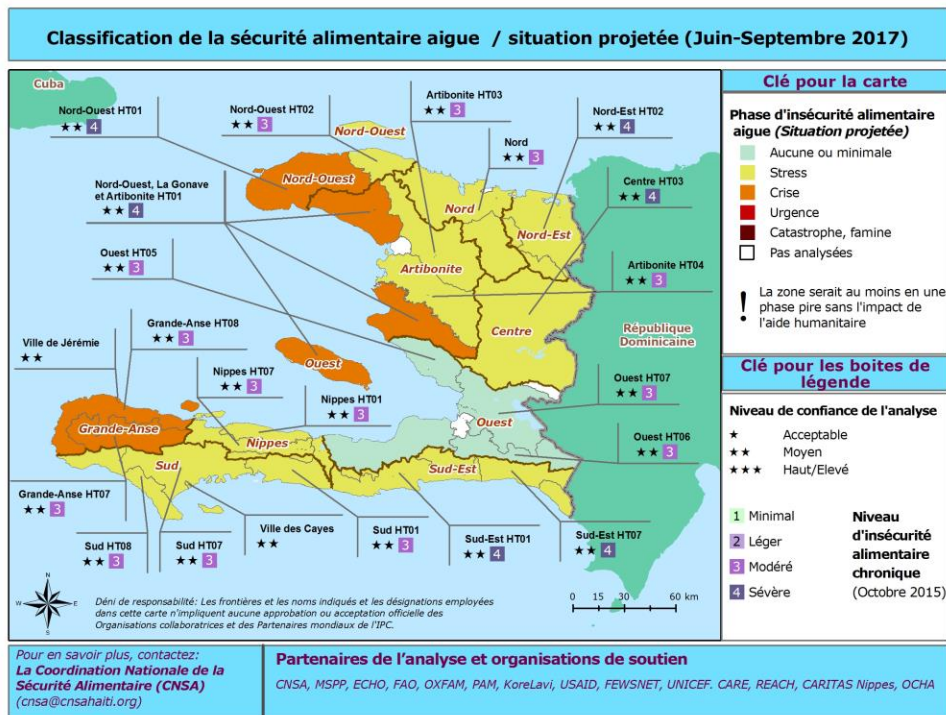 Classification de la sécurité alimentaire aigue / situation projetée (Juin-Septembre 2017)
Cuba
Nord-Ouest HT01
★★ 4
Nord-Ouest HT02
★★ 3
Artibonite HT03
★★ 3
Nord
★★ 3
Nord-Est HT02
★★ 4
Nord-Ouest, La Gonave
et Artibonite HT01
★★ 4
Centre HT03
★★ 4
Ouest HT05
★★ 3
Artibonite HT04
★★ 3
Grande-Anse HT08
★★ 3
Ville de Jérémie
★★
Nippes HT07
★★ 3
Nippes HT01
★★ 3
Ouest HT07
★★ 3
Ouest HT06
★★ 3
Grande-Anse HT07
★★ 3
Sud HT08
★★ 3
Sud HT07
★★ 3
Ville des Cayes
★★
Sud HT01
★★ 3
Sud-Est HT01
★★ 4
Sud-Est HT07
★★ 4
Nord-Ouest
Nord-Ouest
Nord
Nord-Est
Artibonite
Centre
Ouest
Ouest
Grande-Anse
Nippes
Sud
Sud-Est
République
Dominicaine
N
W E
S
Déni de responsabilité: Les frontières et les noms indiqués et les désignations employées
dans cette carte n'impliquent aucune approbation ou acceptation officielle des
Organisations collaboratrices et des Partenaires mondiaux de l'IPC.
0 15 30 60 km
Clé pour la carte
Phase d'insécurité alimentaire
aigue (Situation projetée)
Aucune ou minimale
Stress
Crise
Urgence
Catastrophe, famine
Pas analysées
! La zone serait au moins en une
phase pire sans l'impact de
l'aide humanitaire
Clé pour les boites de
légende
Niveau de confiance de l'analyse
★ Acceptable
★★ Moyen
★★★ Haut/Elevé
1 Minimal
2 Léger
3 Modéré
4 Sévère
Niveau
d'insécurité
alimentaire
chronique
(Octobre 2015)
Pour en savoir plus, contactez:
La Coordination Nationale de la
Sécurité Alimentaire (CNSA)
(cnsa@cnsahaiti.org)
Partenaires de l'analyse et organisations de soutien
CNSA, MSPP, ECHO, FAO, OXFAM, PAM, KoreLavi, USAID, FEWSNET, UNICEF. CARE, REACH, CARITAS Nippes, OCHA